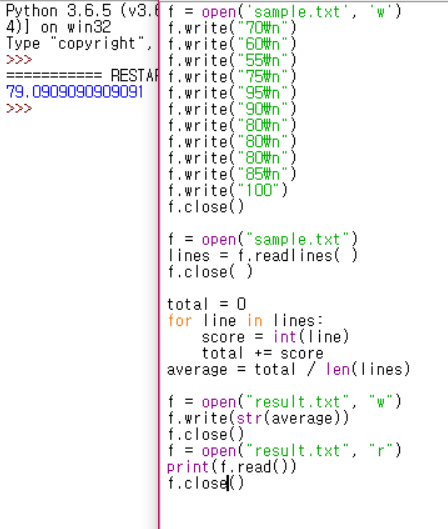 Python 3.6.5 (v3.6
4)] on win32
Type "copyright",
>>>
=========== RESTAR
79.0909090909091
>>>
f = open('sample.txt', 'w')
f.write("70₩n")
f.write("60₩n")
f.write("55₩n")
f.write("75₩n")
f.write("95₩n")
f.write("90₩n")
f.write("80₩n")
f.write("80₩n")
f.write("80₩n")
f.write("85₩n")
f.write("100")
f.close()

f = open("sample.txt")
lines = f.readlines( )
f.close( )

total = 0
for line in lines:
    score = int(line)
    total += score
average = total / len(lines)

f = open("result.txt", "w")
f.write(str(average))
f.close()
f = open("result.txt", "r")
print(f.read())
f.close()